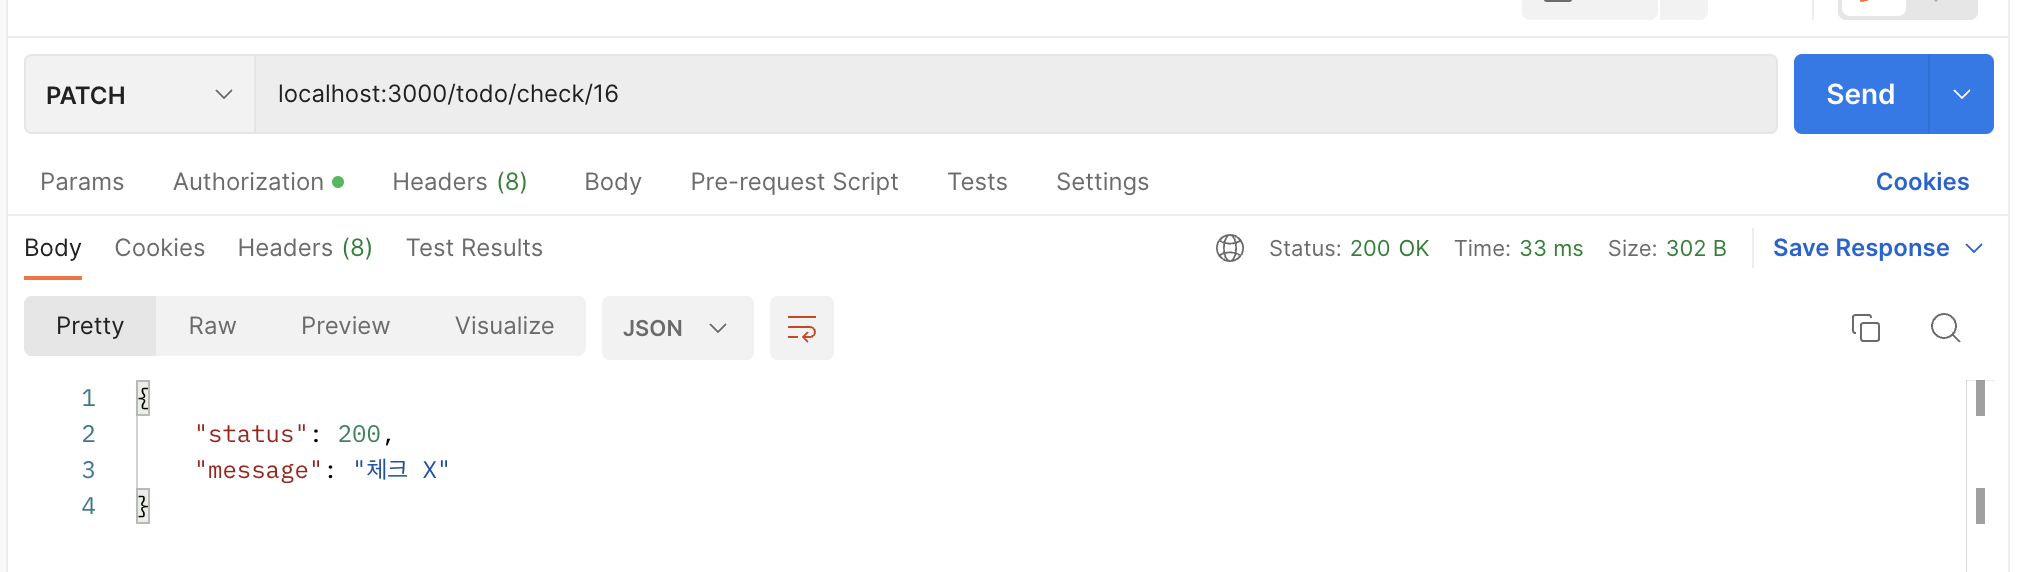 PATCH localhost:3000/todo/check/16 Send
Params Authorization Headers (8) Body Pre-request Script Tests Settings Cookies
Body Cookies Headers (8) Test Results Status: 200 OK Time: 33 ms Size: 302 B Save Response
Pretty Raw Preview Visualize JSON
1 {
2 "status": 200,
3 "message": "체크 X"
4 }